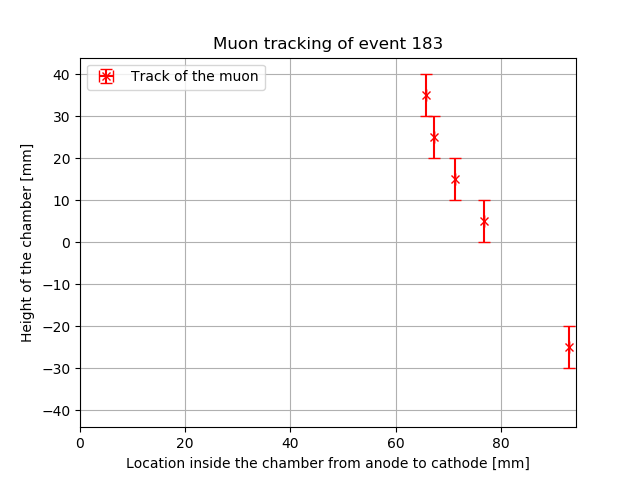 Muon tracking of event 183
Track of the muon
Height of the chamber [mm]
40
30
20
10
0
−10
−20
−30
−40
0 20 40 60 80
Location inside the chamber from anode to cathode [mm]